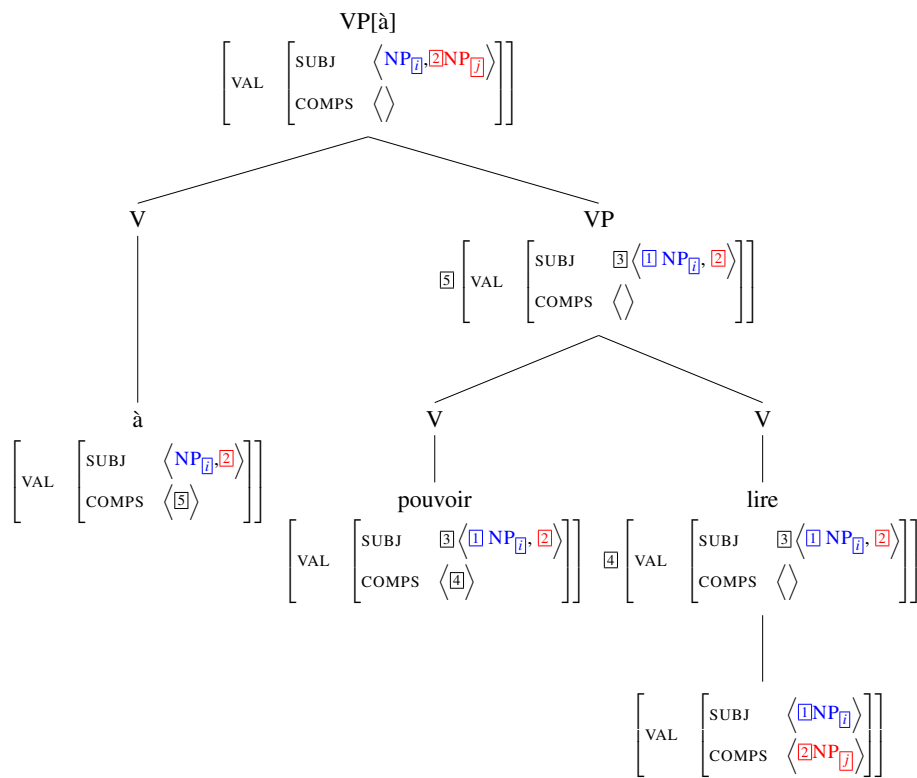 VP[à]
[VAL [SUBJ ⟨NP[i], [2]NP[j]⟩
COMPS ⟨⟩]]
V VP
[5] [VAL [SUBJ [3]⟨[1] NP[i], [2]⟩
COMPS ⟨⟩]]
à
[VAL [SUBJ ⟨NP[i],[2]⟩
COMPS ⟨[5]⟩]]
V V
pouvoir lire
[VAL [SUBJ [3]⟨[1] NP[i], [2]⟩
COMPS ⟨[4]⟩]]
[4] [VAL [SUBJ [3]⟨[1] NP[i], [2]⟩
COMPS ⟨⟩]]
[VAL [SUBJ ⟨[1]NP[i]⟩
COMPS ⟨[2]NP[j]⟩]]